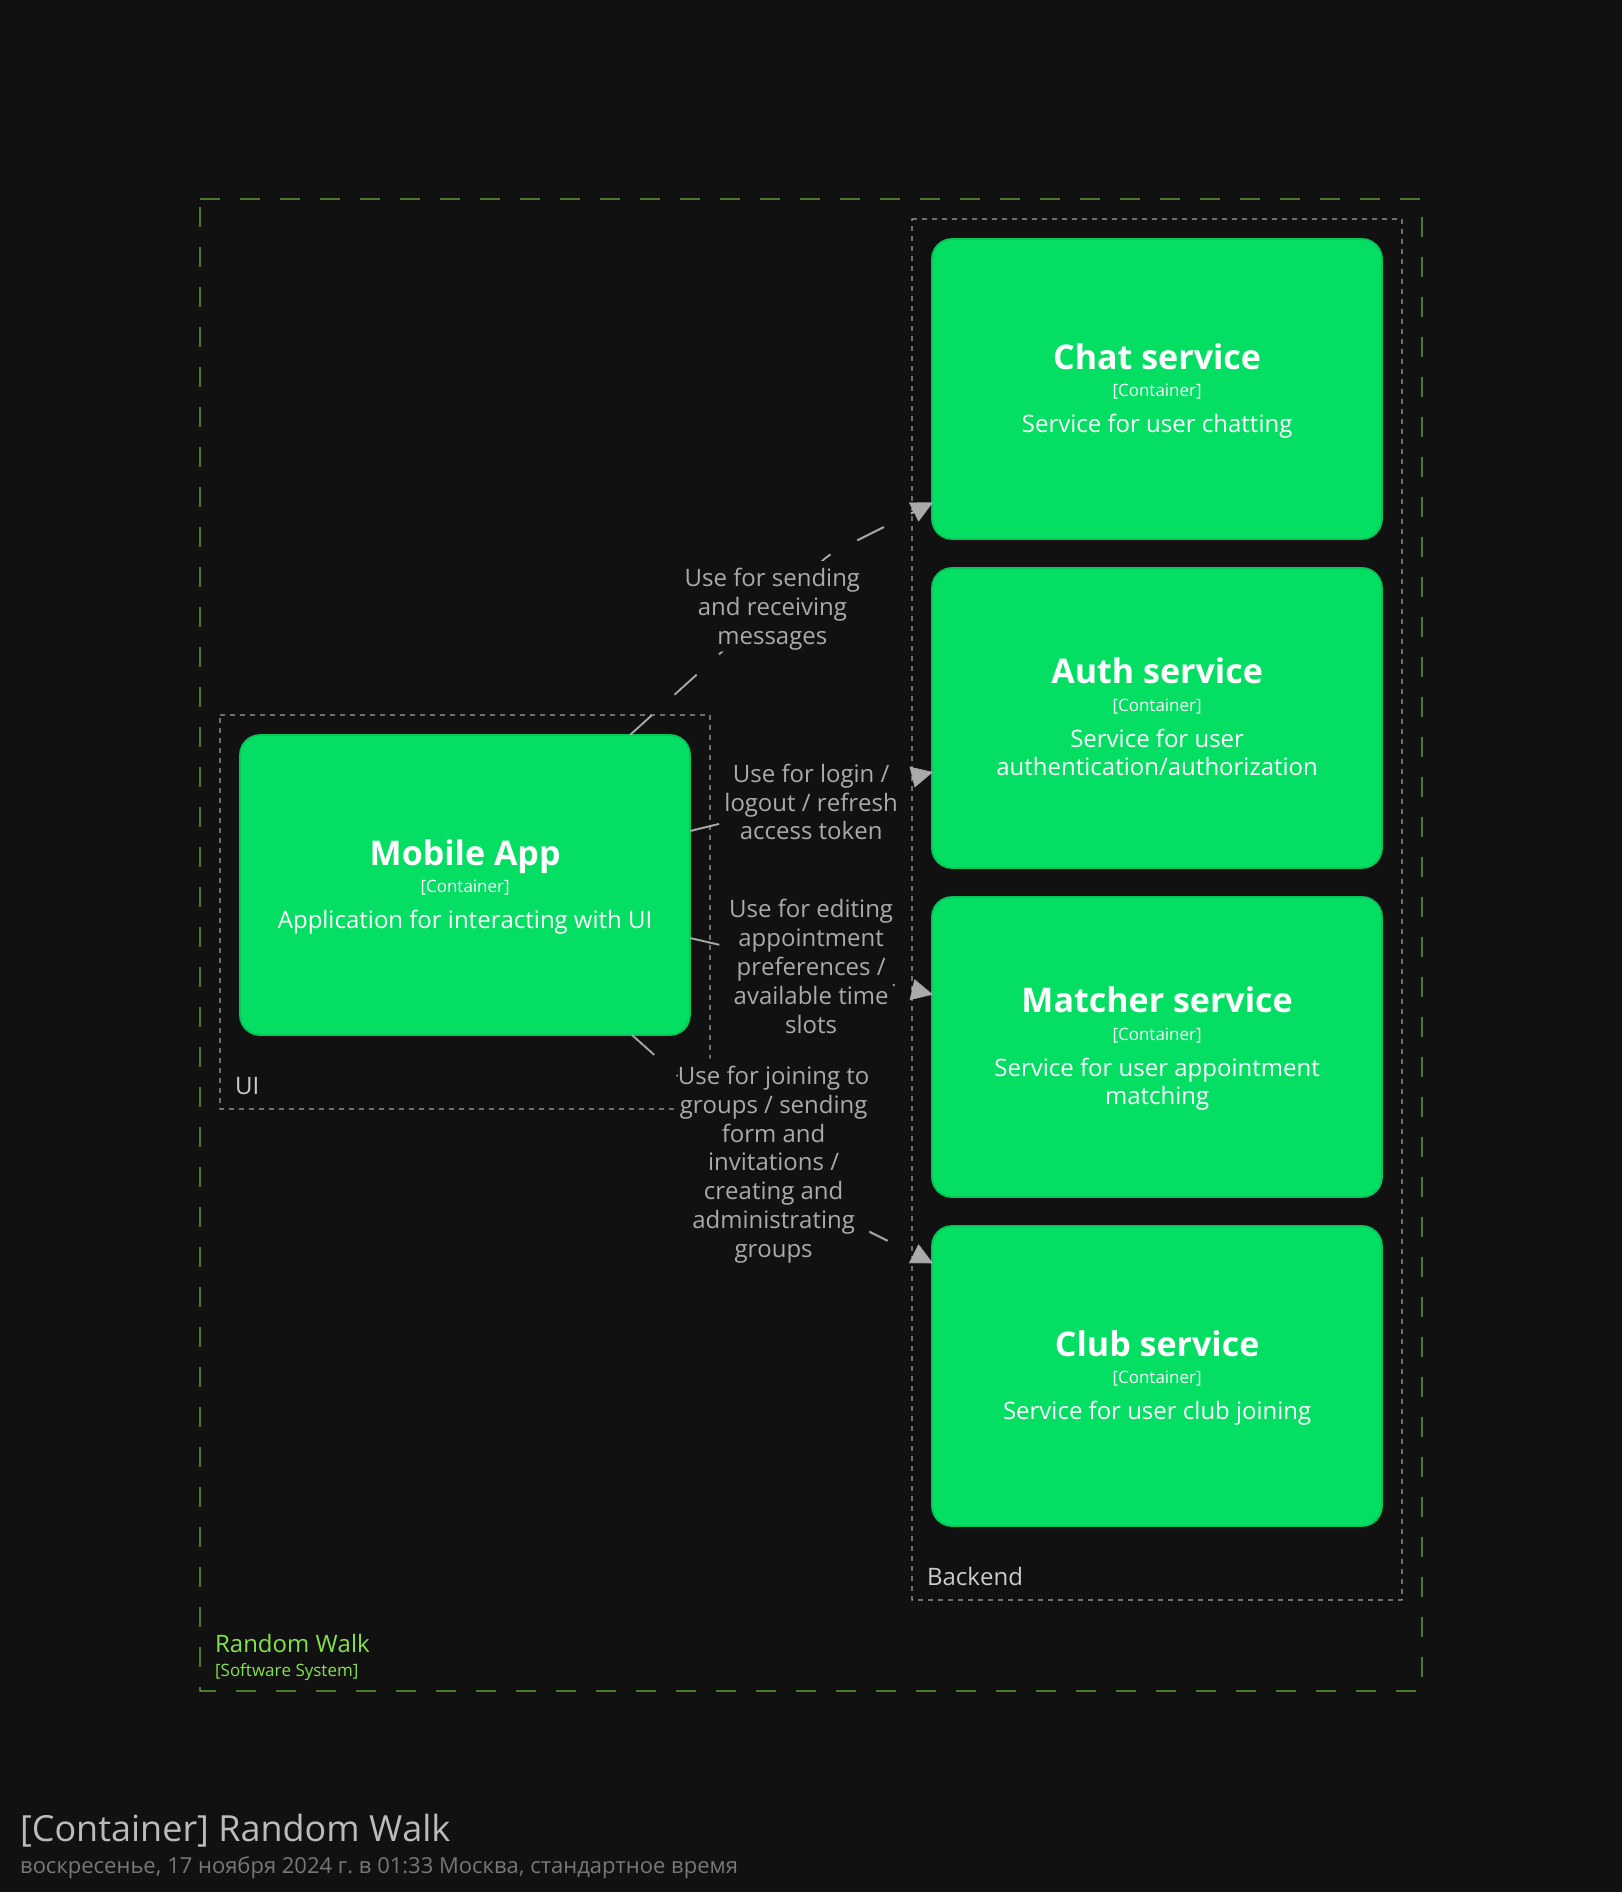 Chat service
[Container]
Service for user chatting
Use for sending
and receiving
messages
Auth service
[Container]
Service for user
authentication/authorization
Use for login /
logout / refresh
access token
Mobile App
[Container]
Application for interacting with UI
UI
Use for editing
appointment
preferences /
available time
slots
Matcher service
[Container]
Service for user appointment
matching
Use for joining to
groups / sending
form and
invitations /
creating and
administrating
groups
Club service
[Container]
Service for user club joining
Backend
Random Walk
[Software System]
[Container] Random Walk
воскресенье, 17 ноября 2024 г. в 01:33 Москва, стандартное время